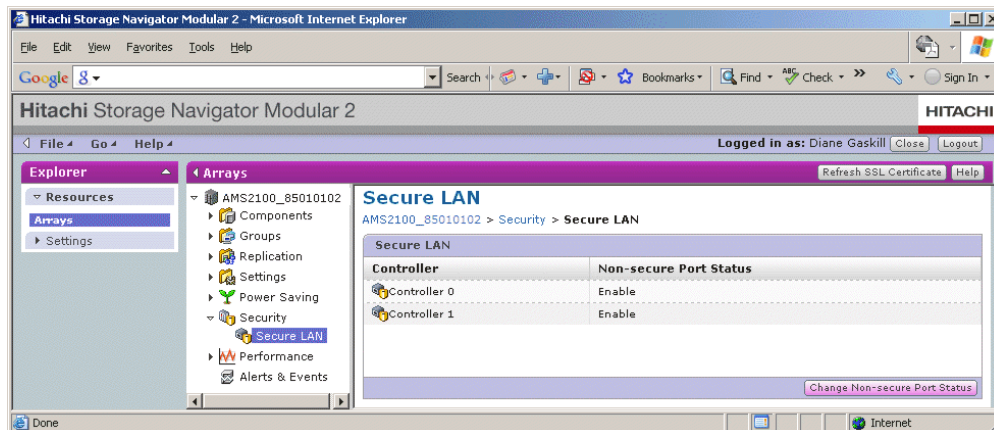 Hitachi Storage Navigator Modular 2 - Microsoft Internet Explorer
File Edit View Favorites Tools Help
Google Search Bookmarks Find Check Sign In
Hitachi Storage Navigator Modular 2
HITACHI
File Go Help Logged in as: Diane Gaskill Close Logout
Explorer
Arrays Refresh SSL Certificate Help
Resources
Arrays
Settings
AMS2100_85010102
Components
Groups
Replication
Settings
Power Saving
Security
Secure LAN
Performance
Alerts & Events
Secure LAN
AMS2100_85010102 > Security > Secure LAN
Secure LAN
Controller Non-secure Port Status
Controller 0 Enable
Controller 1 Enable
Change Non-secure Port Status
Done Internet